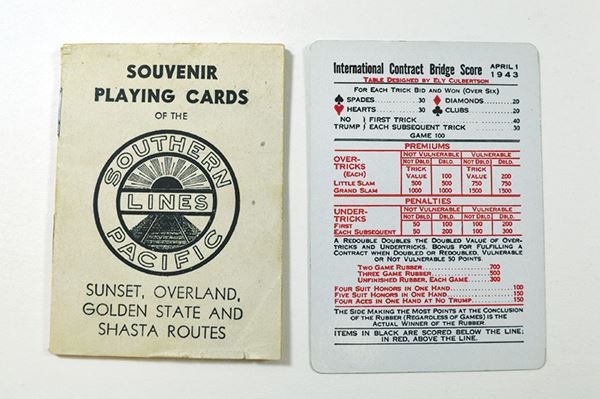 SOUVENIR
PLAYING CARDS
OF THE
SOUTHERN
LINES
PACIFIC
SUNSET, OVERLAND,
GOLDEN STATE AND
SHASTA ROUTES
International Contract Bridge Score APRIL 1 1943
TABLE DESIGNED BY ELY CULBERTSON
FOR EACH TRICK BID AND WON (OVER SIX)
♠ SPADES 30 ♦ DIAMONDS 20
♥ HEARTS 30 ♣ CLUBS 20
NO } FIRST TRICK 40
TRUMP } EACH SUBSEQUENT TRICK 30
GAME 100
PREMIUMS
OVER-TRICKS (EACH)
NOT VULNERABLE VULNERABLE
NOT DBLD. DBLD. NOT DBLD. DBLD.
TRICK VALUE 100 TRICK VALUE 200
LITTLE SLAM 500 500 750 750
GRAND SLAM 1000 1000 1500 1500
PENALTIES
UNDER-TRICKS
NOT VULNERABLE VULNERABLE
NOT DBLD. DBLD. NOT DBLD. DBLD.
FIRST 50 100 100 200
EACH SUBSEQUENT 50 200 100 300
A REDOUBLE DOUBLES THE DOUBLED VALUE OF OVER-
TRICKS AND UNDERTRICKS. BONUS FOR FULFILLING A
CONTRACT WHEN DOUBLED OR REDOUBLED, VULNERABLE
OR NOT VULNERABLE 50 POINTS.
TWO GAME RUBBER 700
THREE GAME RUBBER 500
UNFINISHED RUBBER, EACH GAME 300
FOUR SUIT HONORS IN ONE HAND 100
FIVE SUIT HONORS IN ONE HAND 150
FOUR ACES IN ONE HAND AT NO TRUMP 150
THE SIDE MAKING THE MOST POINTS AT THE CONCLUSION
OF THE RUBBER (REGARDLESS OF GAMES) IS THE
ACTUAL WINNER OF THE RUBBER.
ITEMS IN BLACK ARE SCORED BELOW THE LINE;
IN RED, ABOVE THE LINE.